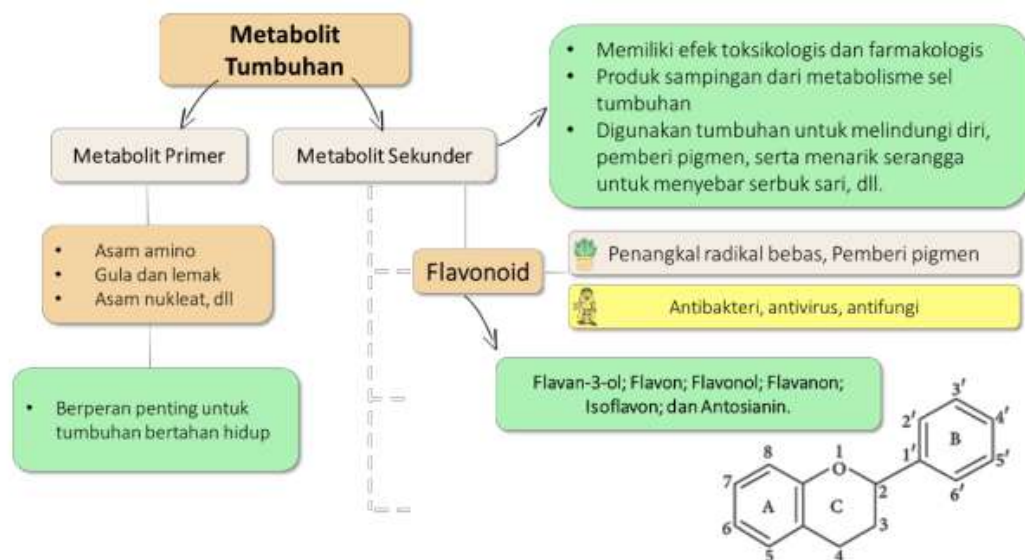 Metabolit
Tumbuhan
Metabolit Primer
Metabolit Sekunder
• Memiliki efek toksikologis dan farmakologis
• Produk sampingan dari metabolisme sel
tumbuhan
• Digunakan tumbuhan untuk melindungi diri,
pemberi pigmen, serta menarik serangga
untuk menyebar serbuk sari, dll.
• Asam amino
• Gula dan lemak
• Asam nukleat, dll
Flavonoid
Penangkal radikal bebas, Pemberi pigmen
Antibakteri, antivirus, antifungi
• Berperan penting untuk
tumbuhan bertahan hidup
Flavan-3-ol; Flavon; Flavonol; Flavanon;
Isoflavon; dan Antosianin.
3′
2′ 4′
B
8 1 1′ 5′
7 O 6′
2
A C
6 3
5 4